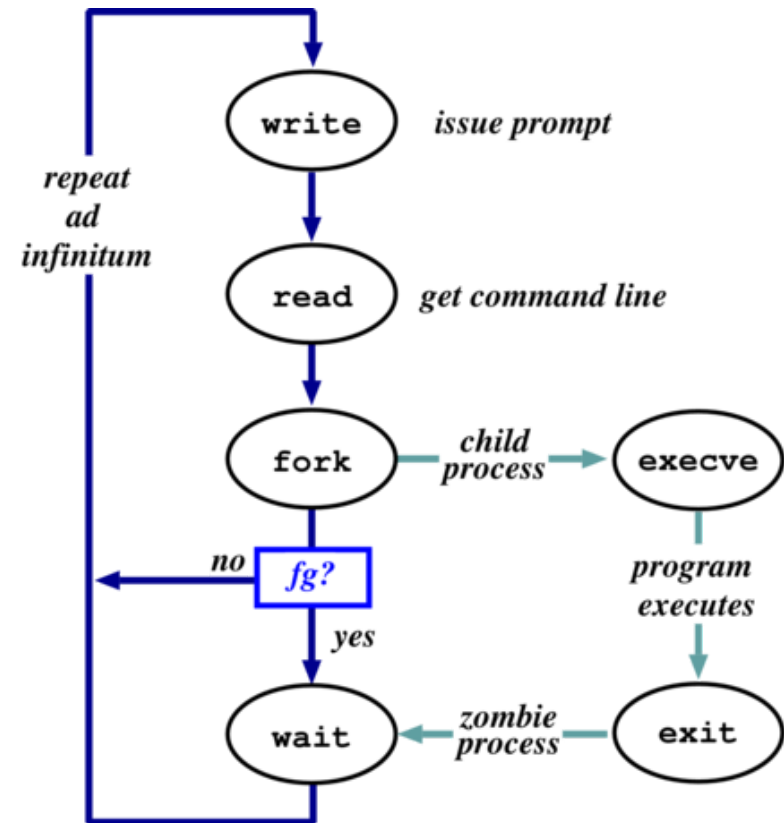 write
issue prompt
repeat
ad
infinitum
read
get command line
fork
child
process
execve
no
fg?
program
executes
yes
wait
zombie
process
exit